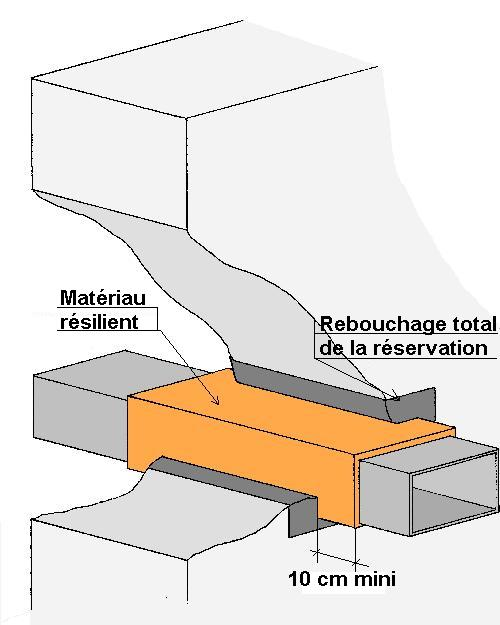 Matériau
résilient
Rebouchage total
de la réservation
10 cm mini